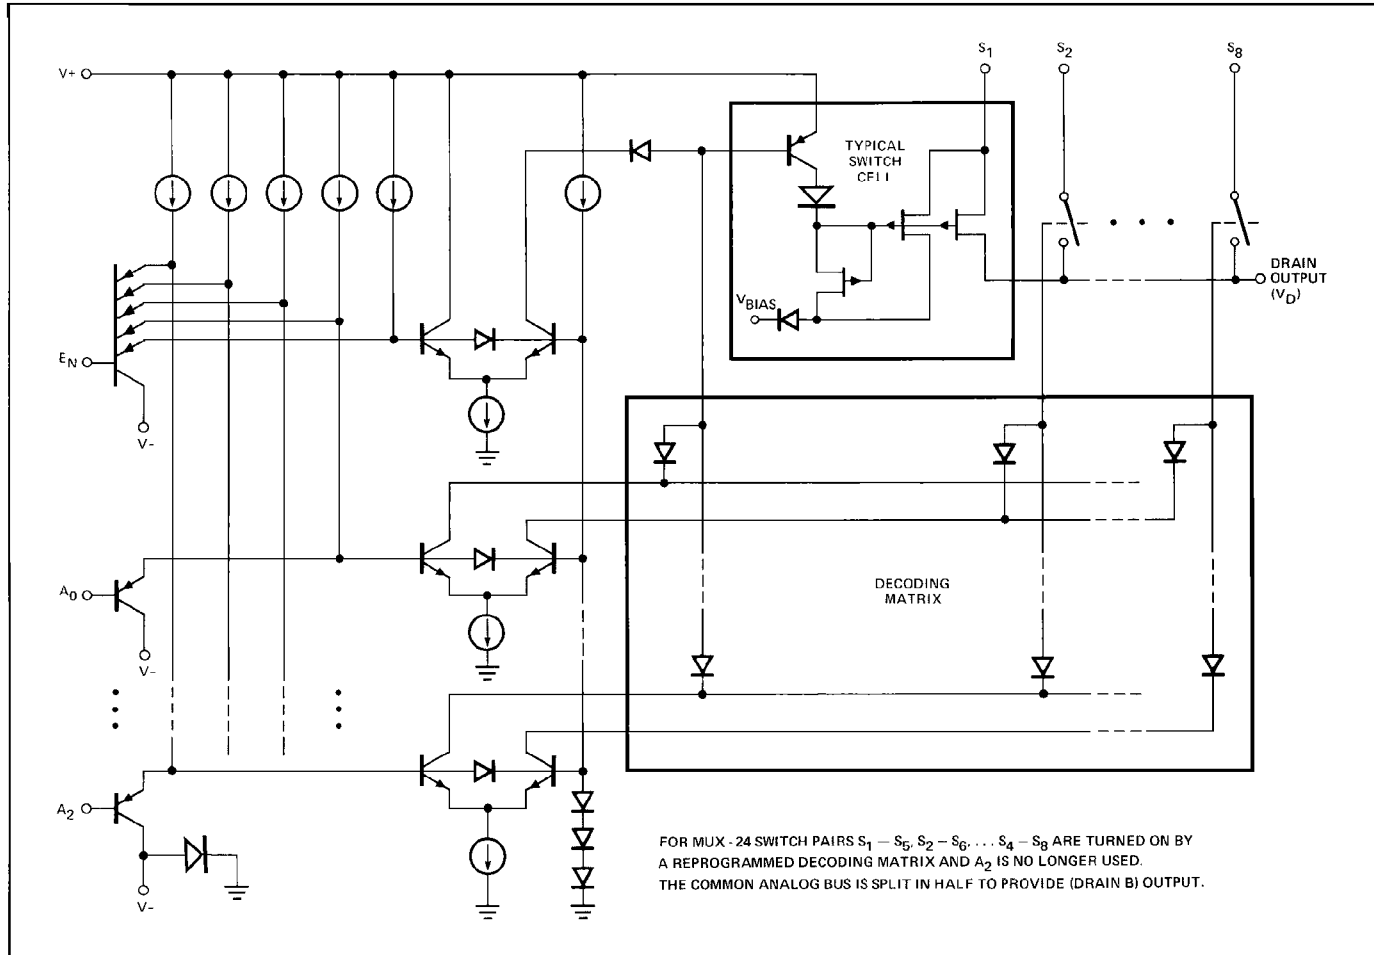 V+
S1
S2
S8
TYPICAL
SWITCH
CELL
DRAIN
OUTPUT
(VD)
VBIAS
EN
V-
A0
V-
DECODING
MATRIX
A2
V-
FOR MUX - 24 SWITCH PAIRS S1 – S5, S2 – S6, . . . S4 – S8 ARE TURNED ON BY
A REPROGRAMMED DECODING MATRIX AND A2 IS NO LONGER USED.
THE COMMON ANALOG BUS IS SPLIT IN HALF TO PROVIDE (DRAIN B) OUTPUT.